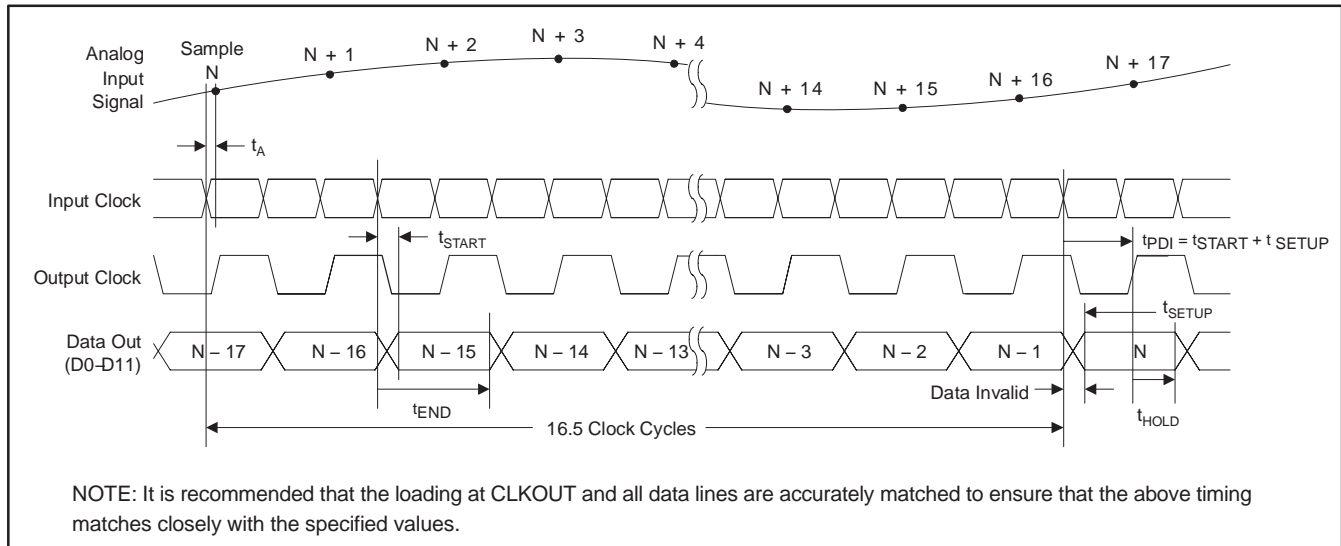 Analog
Input
Signal
Sample
N
N + 1
N + 2
N + 3
N + 4
N + 14
N + 15
N + 16
N + 17
tA
Input Clock
tSTART
tPDI = tSTART + tSETUP
Output Clock
tSETUP
Data Out
(D0–D11)
N – 17
N – 16
N – 15
N – 14
N – 13
N – 3
N – 2
N – 1
N
Data Invalid
tEND
tHOLD
16.5 Clock Cycles
NOTE: It is recommended that the loading at CLKOUT and all data lines are accurately matched to ensure that the above timing
matches closely with the specified values.